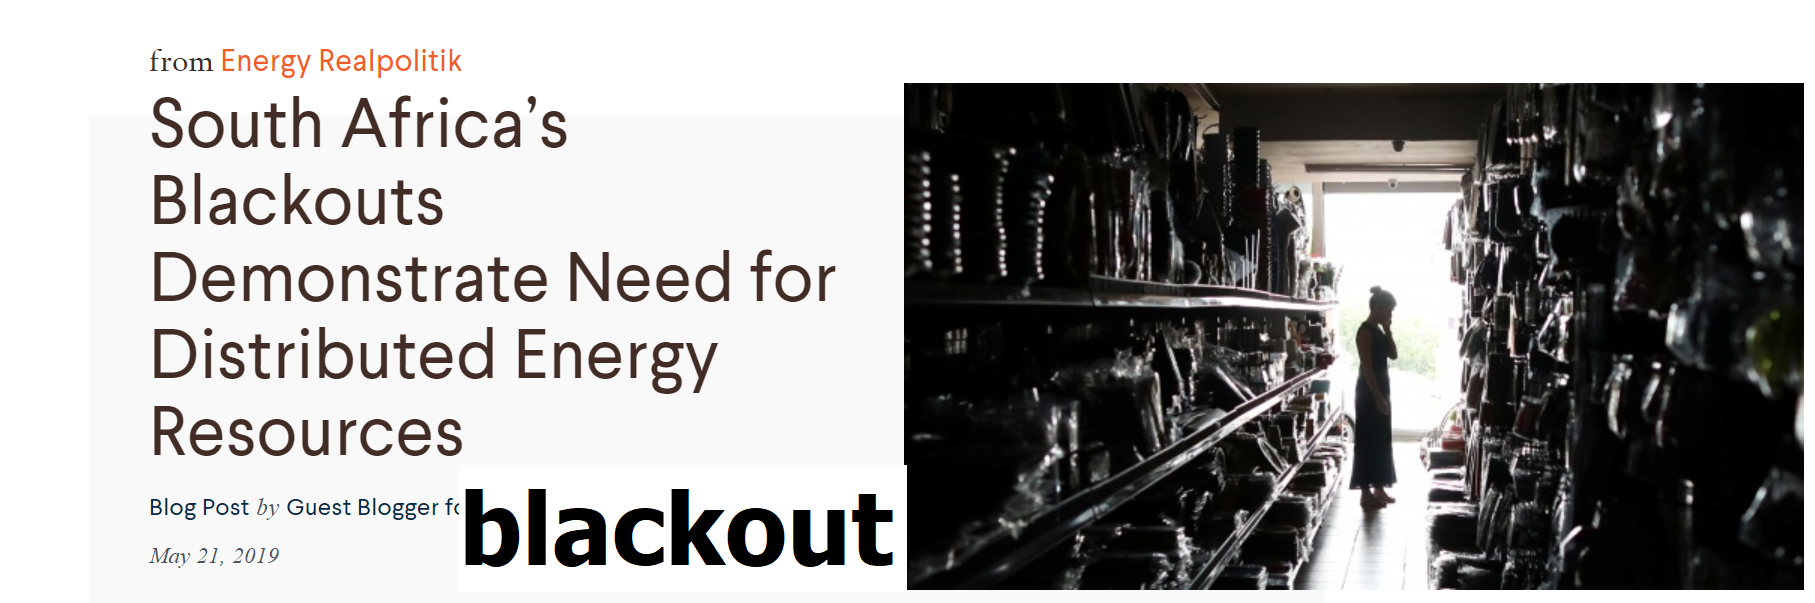 from Energy Realpolitik
South Africa’s
Blackouts
Demonstrate Need for
Distributed Energy
Resources
Blog Post by Guest Blogger
blackout
May 21, 2019